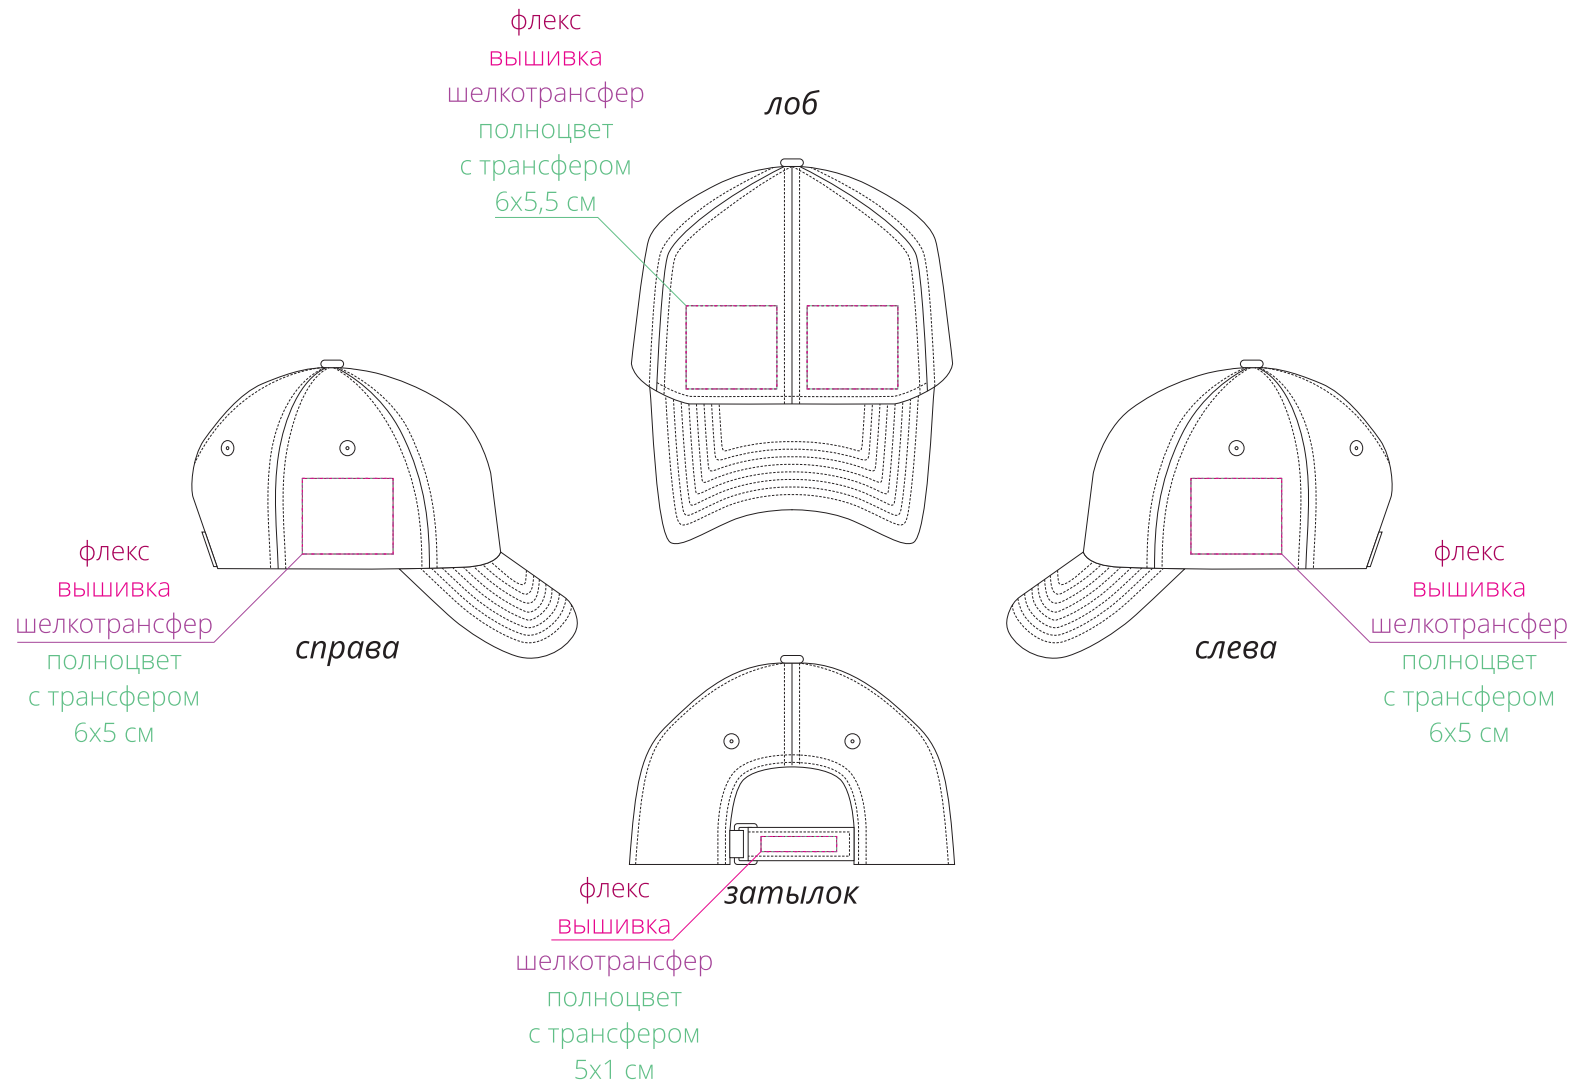 флекс
вышивка
шелкотрансфер
полноцвет
с трансфером
6х5,5 см
лоб
флекс
вышивка
шелкотрансфер
полноцвет
с трансфером
6х5 см
справа
слева
флекс
вышивка
шелкотрансфер
полноцвет
с трансфером
6х5 см
затылок
флекс
вышивка
шелкотрансфер
полноцвет
с трансфером
5х1 см